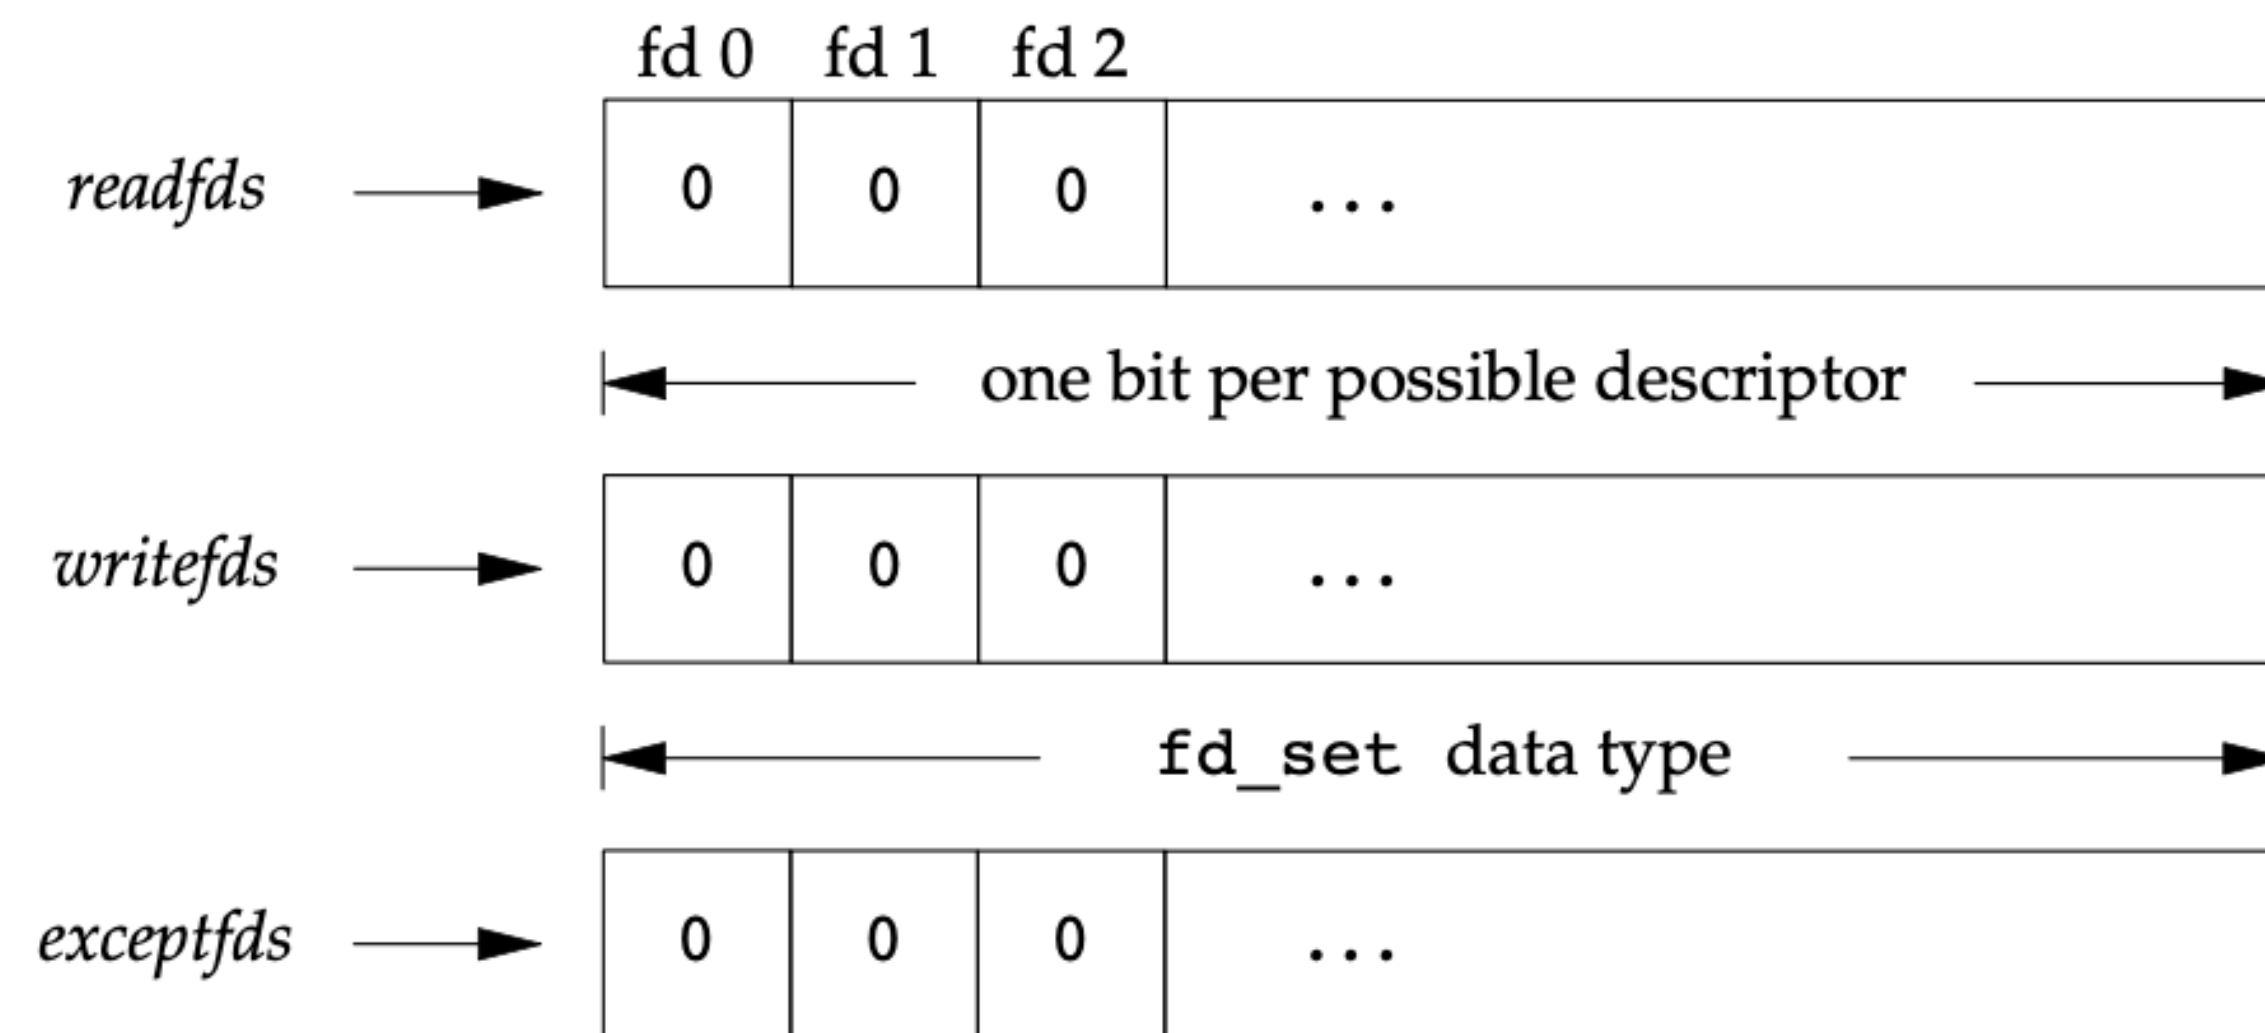 fd 0 fd 1 fd 2
readfds 0 0 0 ...
one bit per possible descriptor
writefds 0 0 0 ...
fd_set data type
exceptfds 0 0 0 ...